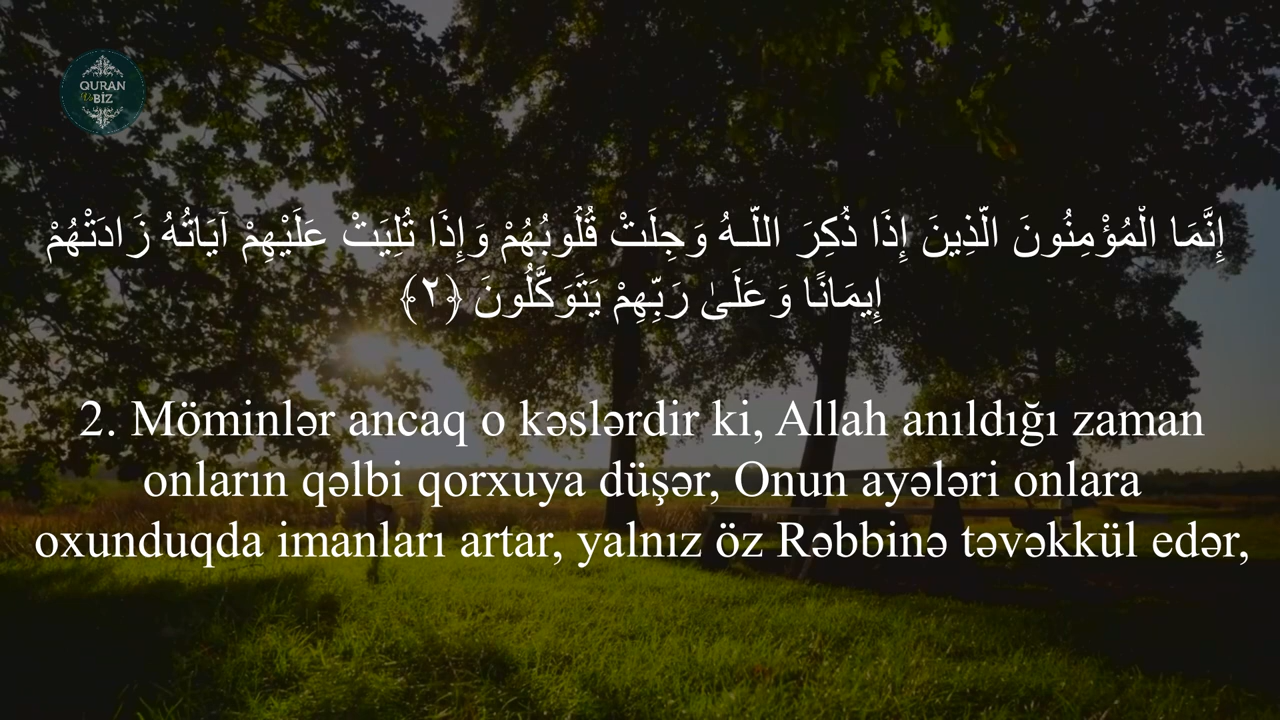 QURAN
BİZ
إِنَّمَا الْمُؤْمِنُونَ الَّذِينَ إِذَا ذُكِرَ اللَّـهُ وَجِلَتْ قُلُوبُهُمْ وَإِذَا تُلِيَتْ عَلَيْهِمْ آيَاتُهُ زَادَتْهُمْ
إِيمَانًا وَعَلَىٰ رَبِّهِمْ يَتَوَكَّلُونَ ﴿٢﴾
2. Möminlər ancaq o kəslərdir ki, Allah anıldığı zaman
onların qəlbi qorxuya düşər, Onun ayələri onlara
oxunduqda imanları artar, yalnız öz Rəbbinə təvəkkül edər,